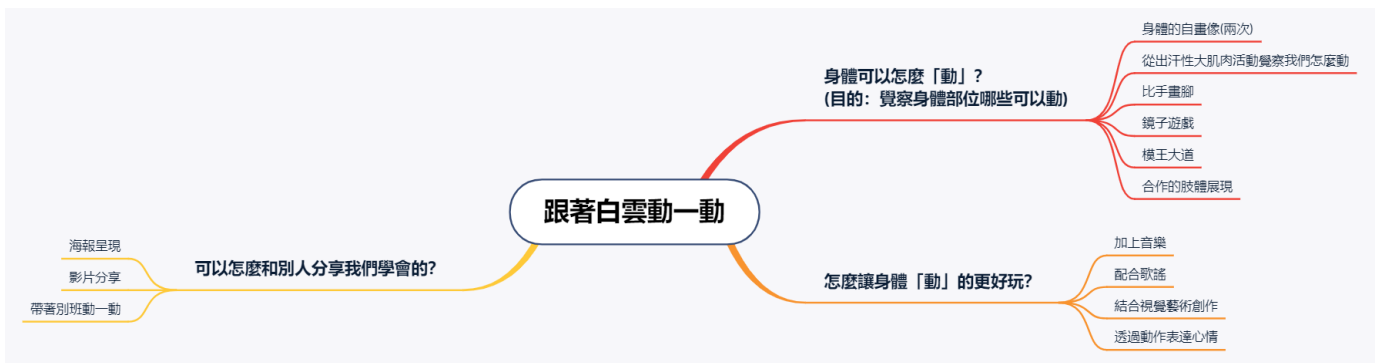 跟著白雲動一動
身體可以怎麼「動」?
(目的：覺察身體部位哪些可以動)
身體的自畫像(兩次)
從出汗性大肌肉活動覺察我們怎麼動
比手畫腳
鏡子遊戲
模王大道
合作的肢體展現
怎麼讓身體「動」的更好玩?
加上音樂
配合歌謠
結合視覺藝術創作
透過動作表達心情
可以怎麼和別人分享我們學會的?
海報呈現
影片分享
帶著別班動一動